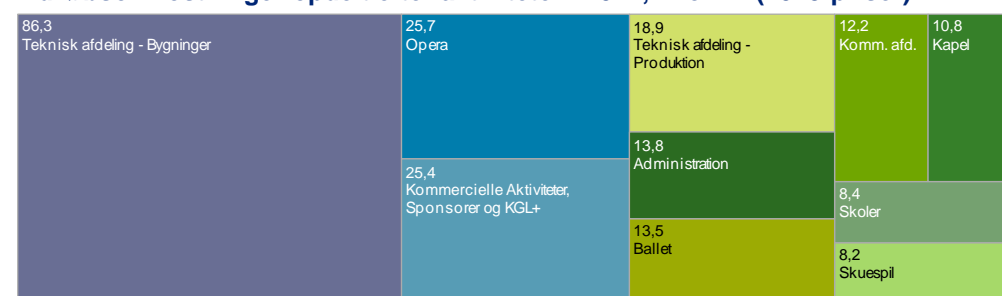 86,3
Teknisk afdeling - Bygninger
25,7
Opera
25,4
Kommercielle Aktiviteter,
Sponsorer og KGL+
18,9
Teknisk afdeling -
Produktion
13,8
Administration
13,5
Ballet
12,2
Komm. afd.
10,8
Kapel
8,4
Skoler
8,2
Skuespil